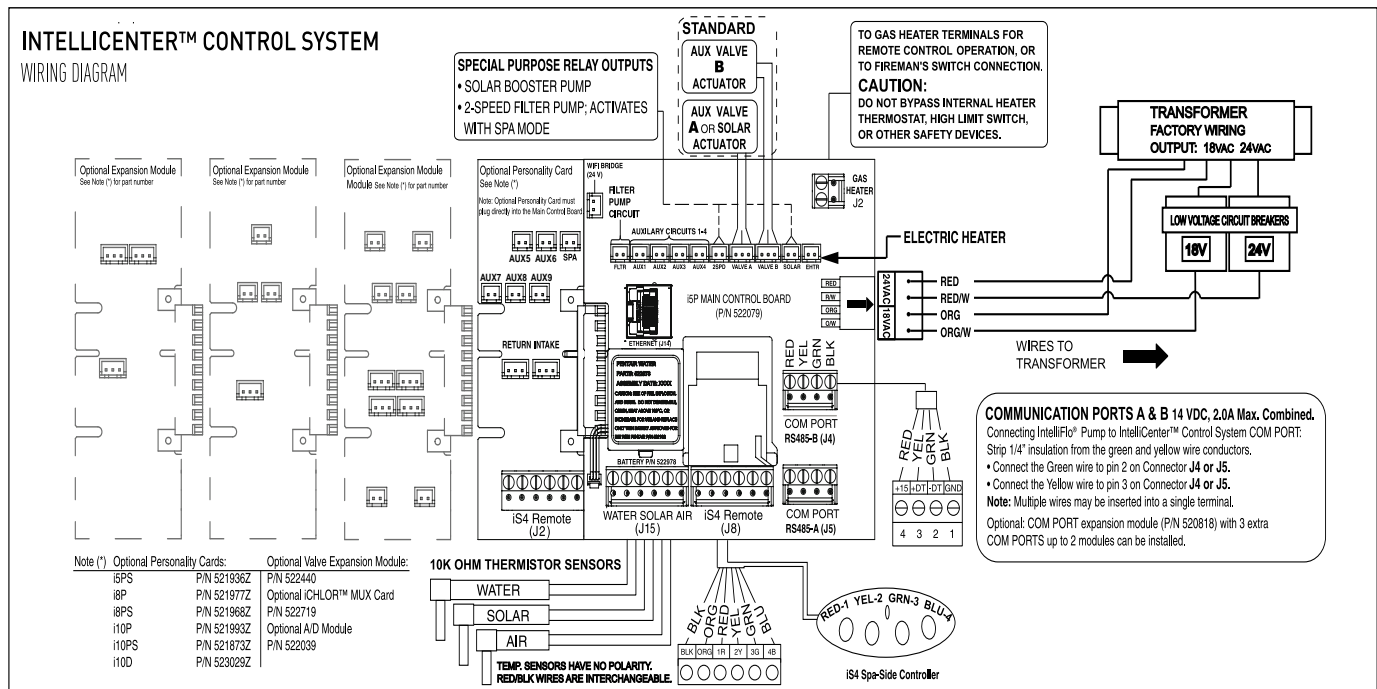 INTELLICENTER™ CONTROL SYSTEM
WIRING DIAGRAM
SPECIAL PURPOSE RELAY OUTPUTS
• SOLAR BOOSTER PUMP
• 2-SPEED FILTER PUMP; ACTIVATES
WITH SPA MODE
STANDARD
AUX VALVE
B
ACTUATOR
AUX VALVE
A OR SOLAR
ACTUATOR
TO GAS HEATER TERMINALS FOR
REMOTE CONTROL OPERATION, OR
TO FIREMAN'S SWITCH CONNECTION.
CAUTION:
DO NOT BYPASS INTERNAL HEATER
THERMOSTAT, HIGH LIMIT SWITCH,
OR OTHER SAFETY DEVICES.
TRANSFORMER
FACTORY WIRING
OUTPUT: 18VAC 24VAC
LOW VOLTAGE CIRCUIT BREAKERS
18V
24V
Optional Expansion Module
See Note (*) for part number
Optional Expansion Module
See Note (*) for part number
Optional Expansion Module
Module See Note (*) for part number
Optional Personality Card
See Note (*)
Note: Optional Personality Card must
plug directly into the Main Control Board
WIFI BRIDGE
(24 V)
FILTER
PUMP
CIRCUIT
AUXILARY CIRCUITS 1-4
GAS
HEATER
J2
ELECTRIC HEATER
AUX5 AUX6 SPA
FLTR AUX1 AUX2 AUX3 AUX4 2SPD VALVE A VALVE B SOLAR EHTR
AUX7 AUX8 AUX9
i5P MAIN CONTROL BOARD
(P/N 522079)
RED
R/W
ORG
O/W
24VAC
18VAC
RED
RED/W
ORG
ORG/W
WIRES TO
TRANSFORMER
ETHERNET (J14)
RETURN INTAKE
PENTAIR WATER
ASSEMBLY DATE: XXXX
BATTERY P/N 522978
RED
YEL
GRN
BLK
COM PORT
RS485-B (J4)
COM PORT
RS485-A (J5)
RED
YEL
GRN
BLK
+15 +DT -DT GND
4 3 2 1
COMMUNICATION PORTS A & B 14 VDC, 2.0A Max. Combined.
Connecting IntelliFlo® Pump to IntelliCenter™ Control System COM PORT:
Strip 1/4" insulation from the green and yellow wire conductors.
• Connect the Green wire to pin 2 on Connector J4 or J5.
• Connect the Yellow wire to pin 3 on Connector J4 or J5.
Note: Multiple wires may be inserted into a single terminal.
Optional: COM PORT expansion module (P/N 520818) with 3 extra
COM PORTS up to 2 modules can be installed.
iS4 Remote
(J2)
WATER SOLAR AIR
(J15)
iS4 Remote
(J8)
Note (*) Optional Personality Cards: Optional Valve Expansion Module:
i5PS P/N 521936Z P/N 522440
i8P P/N 521977Z Optional iCHLOR™ MUX Card
i8PS P/N 521968Z P/N 522719
i10P P/N 521993Z Optional A/D Module
i10PS P/N 521873Z P/N 522039
i10D P/N 523029Z
10K OHM THERMISTOR SENSORS
WATER
SOLAR
AIR
TEMP. SENSORS HAVE NO POLARITY.
RED/BLK WIRES ARE INTERCHANGEABLE.
BLK
ORG
RED
YEL
GRN
BLU
BLK ORG 1R 2Y 3G 4B
RED-1 YEL-2 GRN-3 BLU-4
iS4 Spa-Side Controller